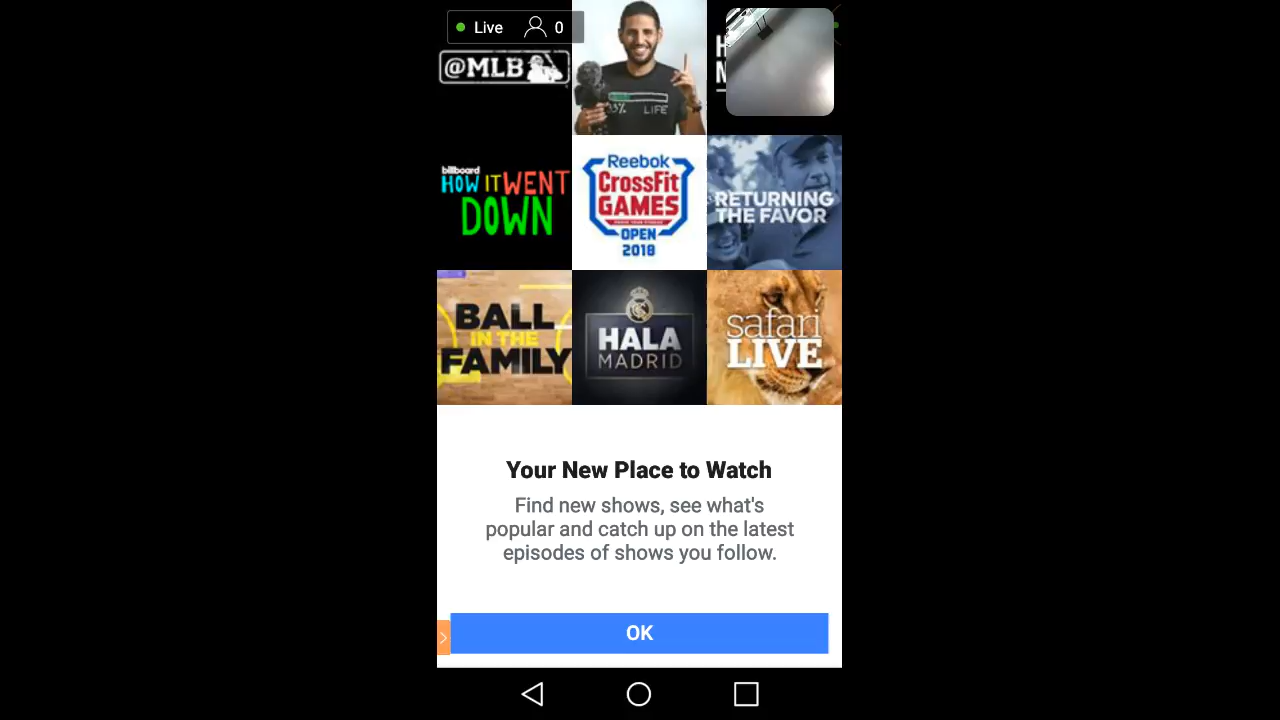 Live 0
@MLB
3% LIFE
billboard
HOW IT WENT
DOWN
Reebok
CrossFit
GAMES
OPEN
2018
RETURNING
THE FAVOR
BALL
IN THE
FAMILY
HALA
MADRID
safari
LIVE
Your New Place to Watch
Find new shows, see what's
popular and catch up on the latest
episodes of shows you follow.
OK